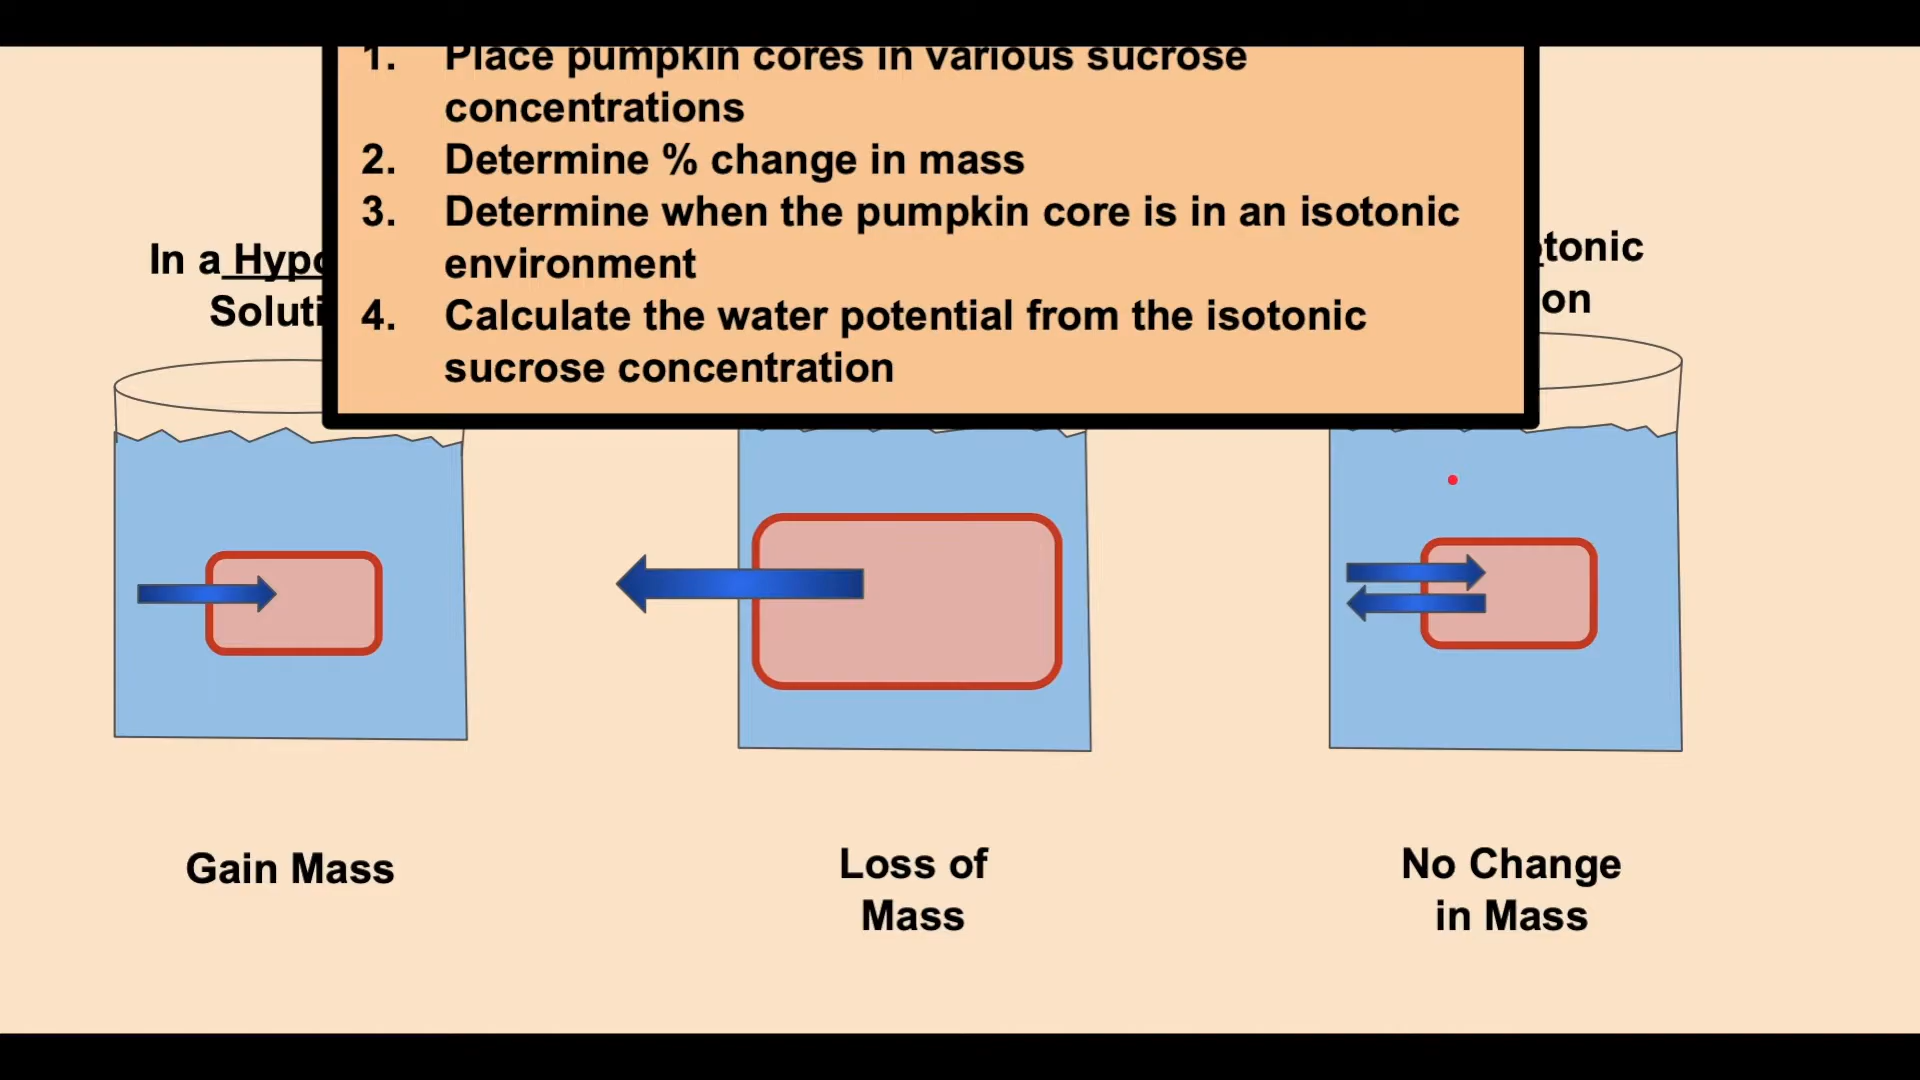 1. Place pumpkin cores in various sucrose
concentrations
2. Determine % change in mass
3. Determine when the pumpkin core is in an isotonic
environment
4. Calculate the water potential from the isotonic
sucrose concentration
In a Hypo
Soluti
tonic
on
Gain Mass
Loss of
Mass
No Change
in Mass